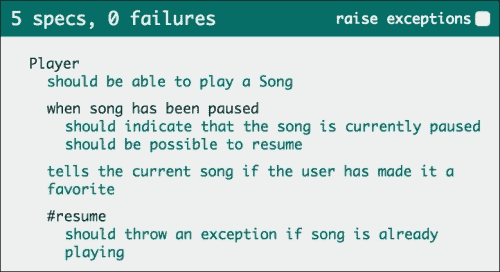 5 specs, 0 failures
raise exceptions
Player
should be able to play a Song
when song has been paused
should indicate that the song is currently paused
should be possible to resume
tells the current song if the user has made it a
favorite
#resume
should throw an exception if song is already
playing